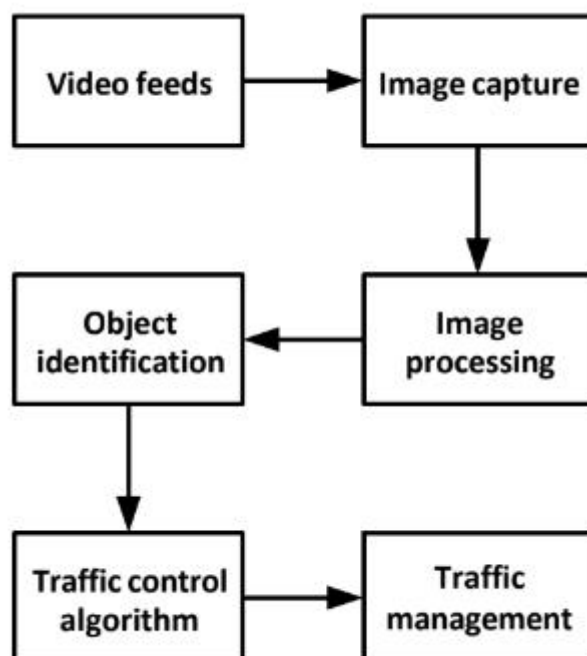 Video feeds
Image capture
Object
identification
Image
processing
Traffic control
algorithm
Traffic
management